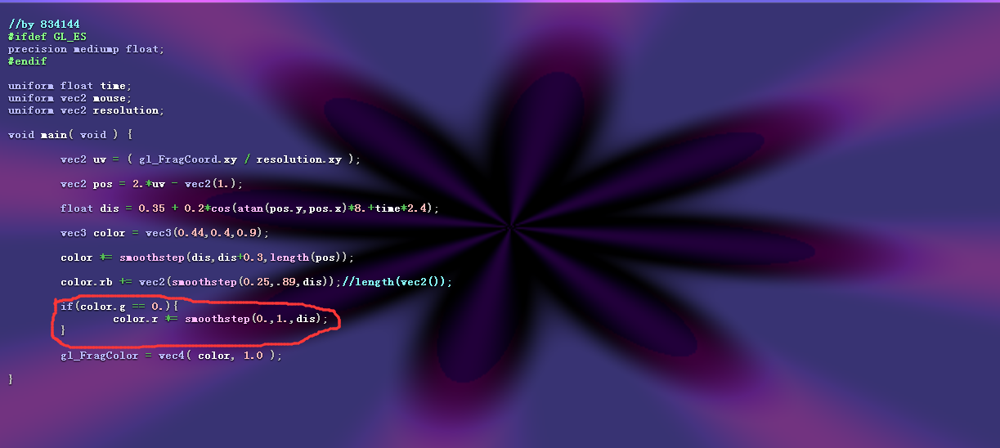 //by 834144
#ifdef GL_ES
precision mediump float;
#endif
uniform float time;
uniform vec2 mouse;
uniform vec2 resolution;
void main( void ) {
vec2 uv = ( gl_FragCoord.xy / resolution.xy );
vec2 pos = 2.*uv - vec2(1.);
float dis = 0.35 + 0.2*cos(atan(pos.y,pos.x)*8.+time*2.4);
vec3 color = vec3(0.44,0.4,0.9);
color *= smoothstep(dis,dis+0.3,length(pos));
color.rb += vec2(smoothstep(0.25,.89,dis));//length(vec2());
if(color.g == 0.){
color.r *= smoothstep(0.,1.,dis);
}
gl_FragColor = vec4( color, 1.0 );
}